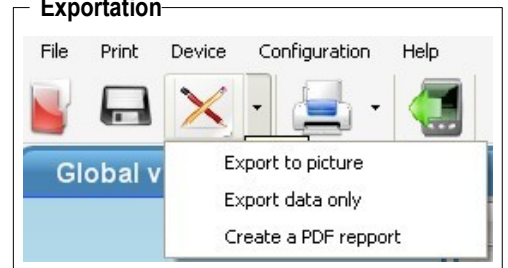 Exportation
File Print Device Configuration Help
Global v
Export to picture
Export data only
Create a PDF repport